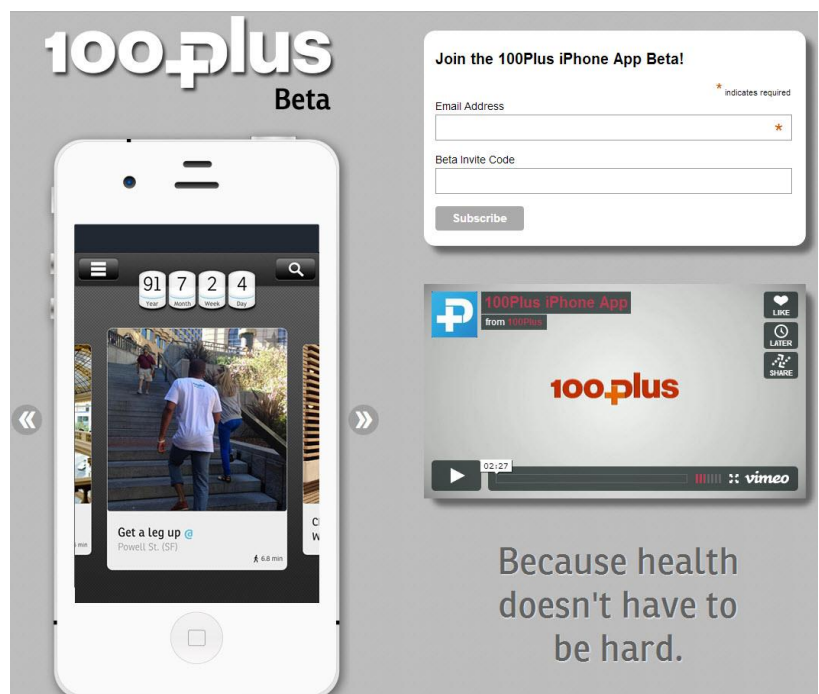 100plus
Beta
91 7 2 4
Year Month Week Day
Get a leg up @
Powell St. (SF)
6.8 min
Join the 100Plus iPhone App Beta!
* indicates required
Email Address
*
Beta Invite Code
Subscribe
100Plus iPhone App
from 100Plus
LIKE
LATER
SHARE
100plus
02:27
vimeo
Because health
doesn't have to
be hard.